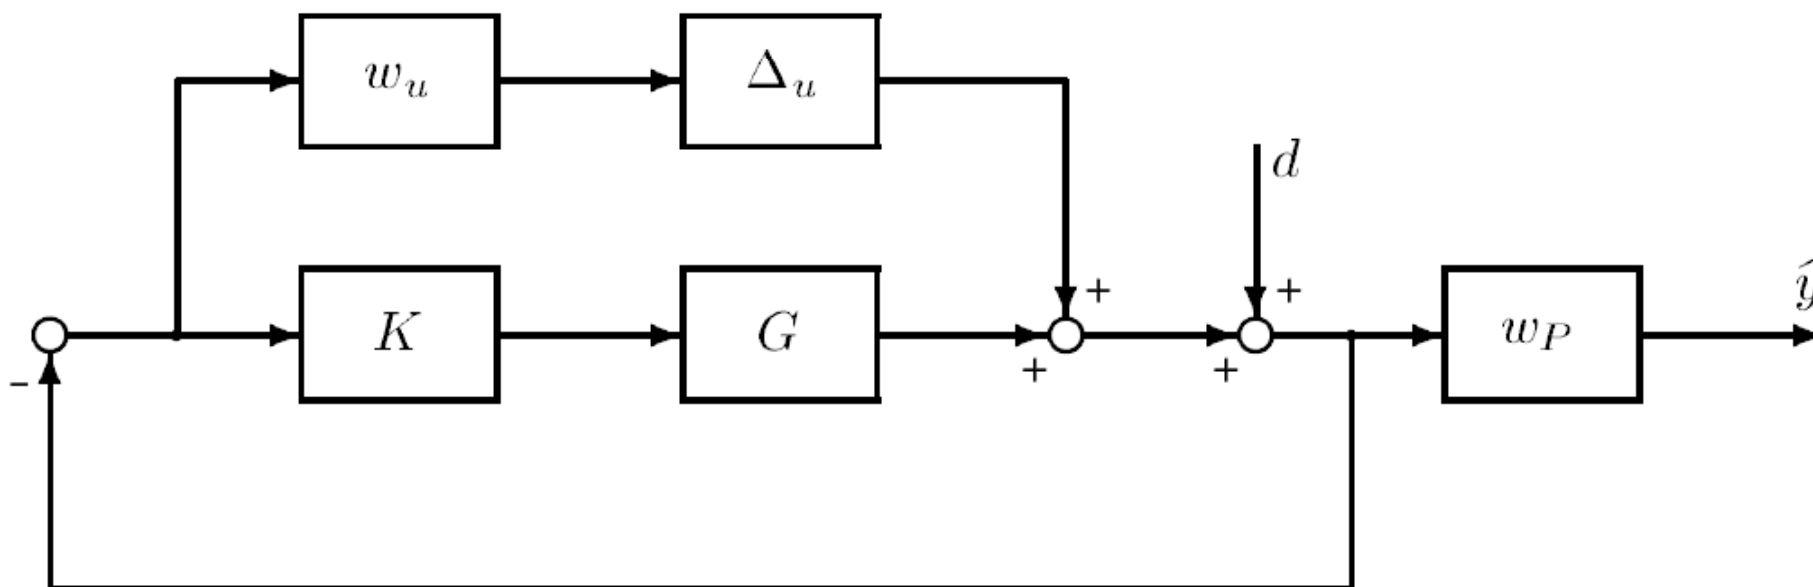 w_u
Δ_u
d
+
+
K
G
+
+
-
w_P
ŷ